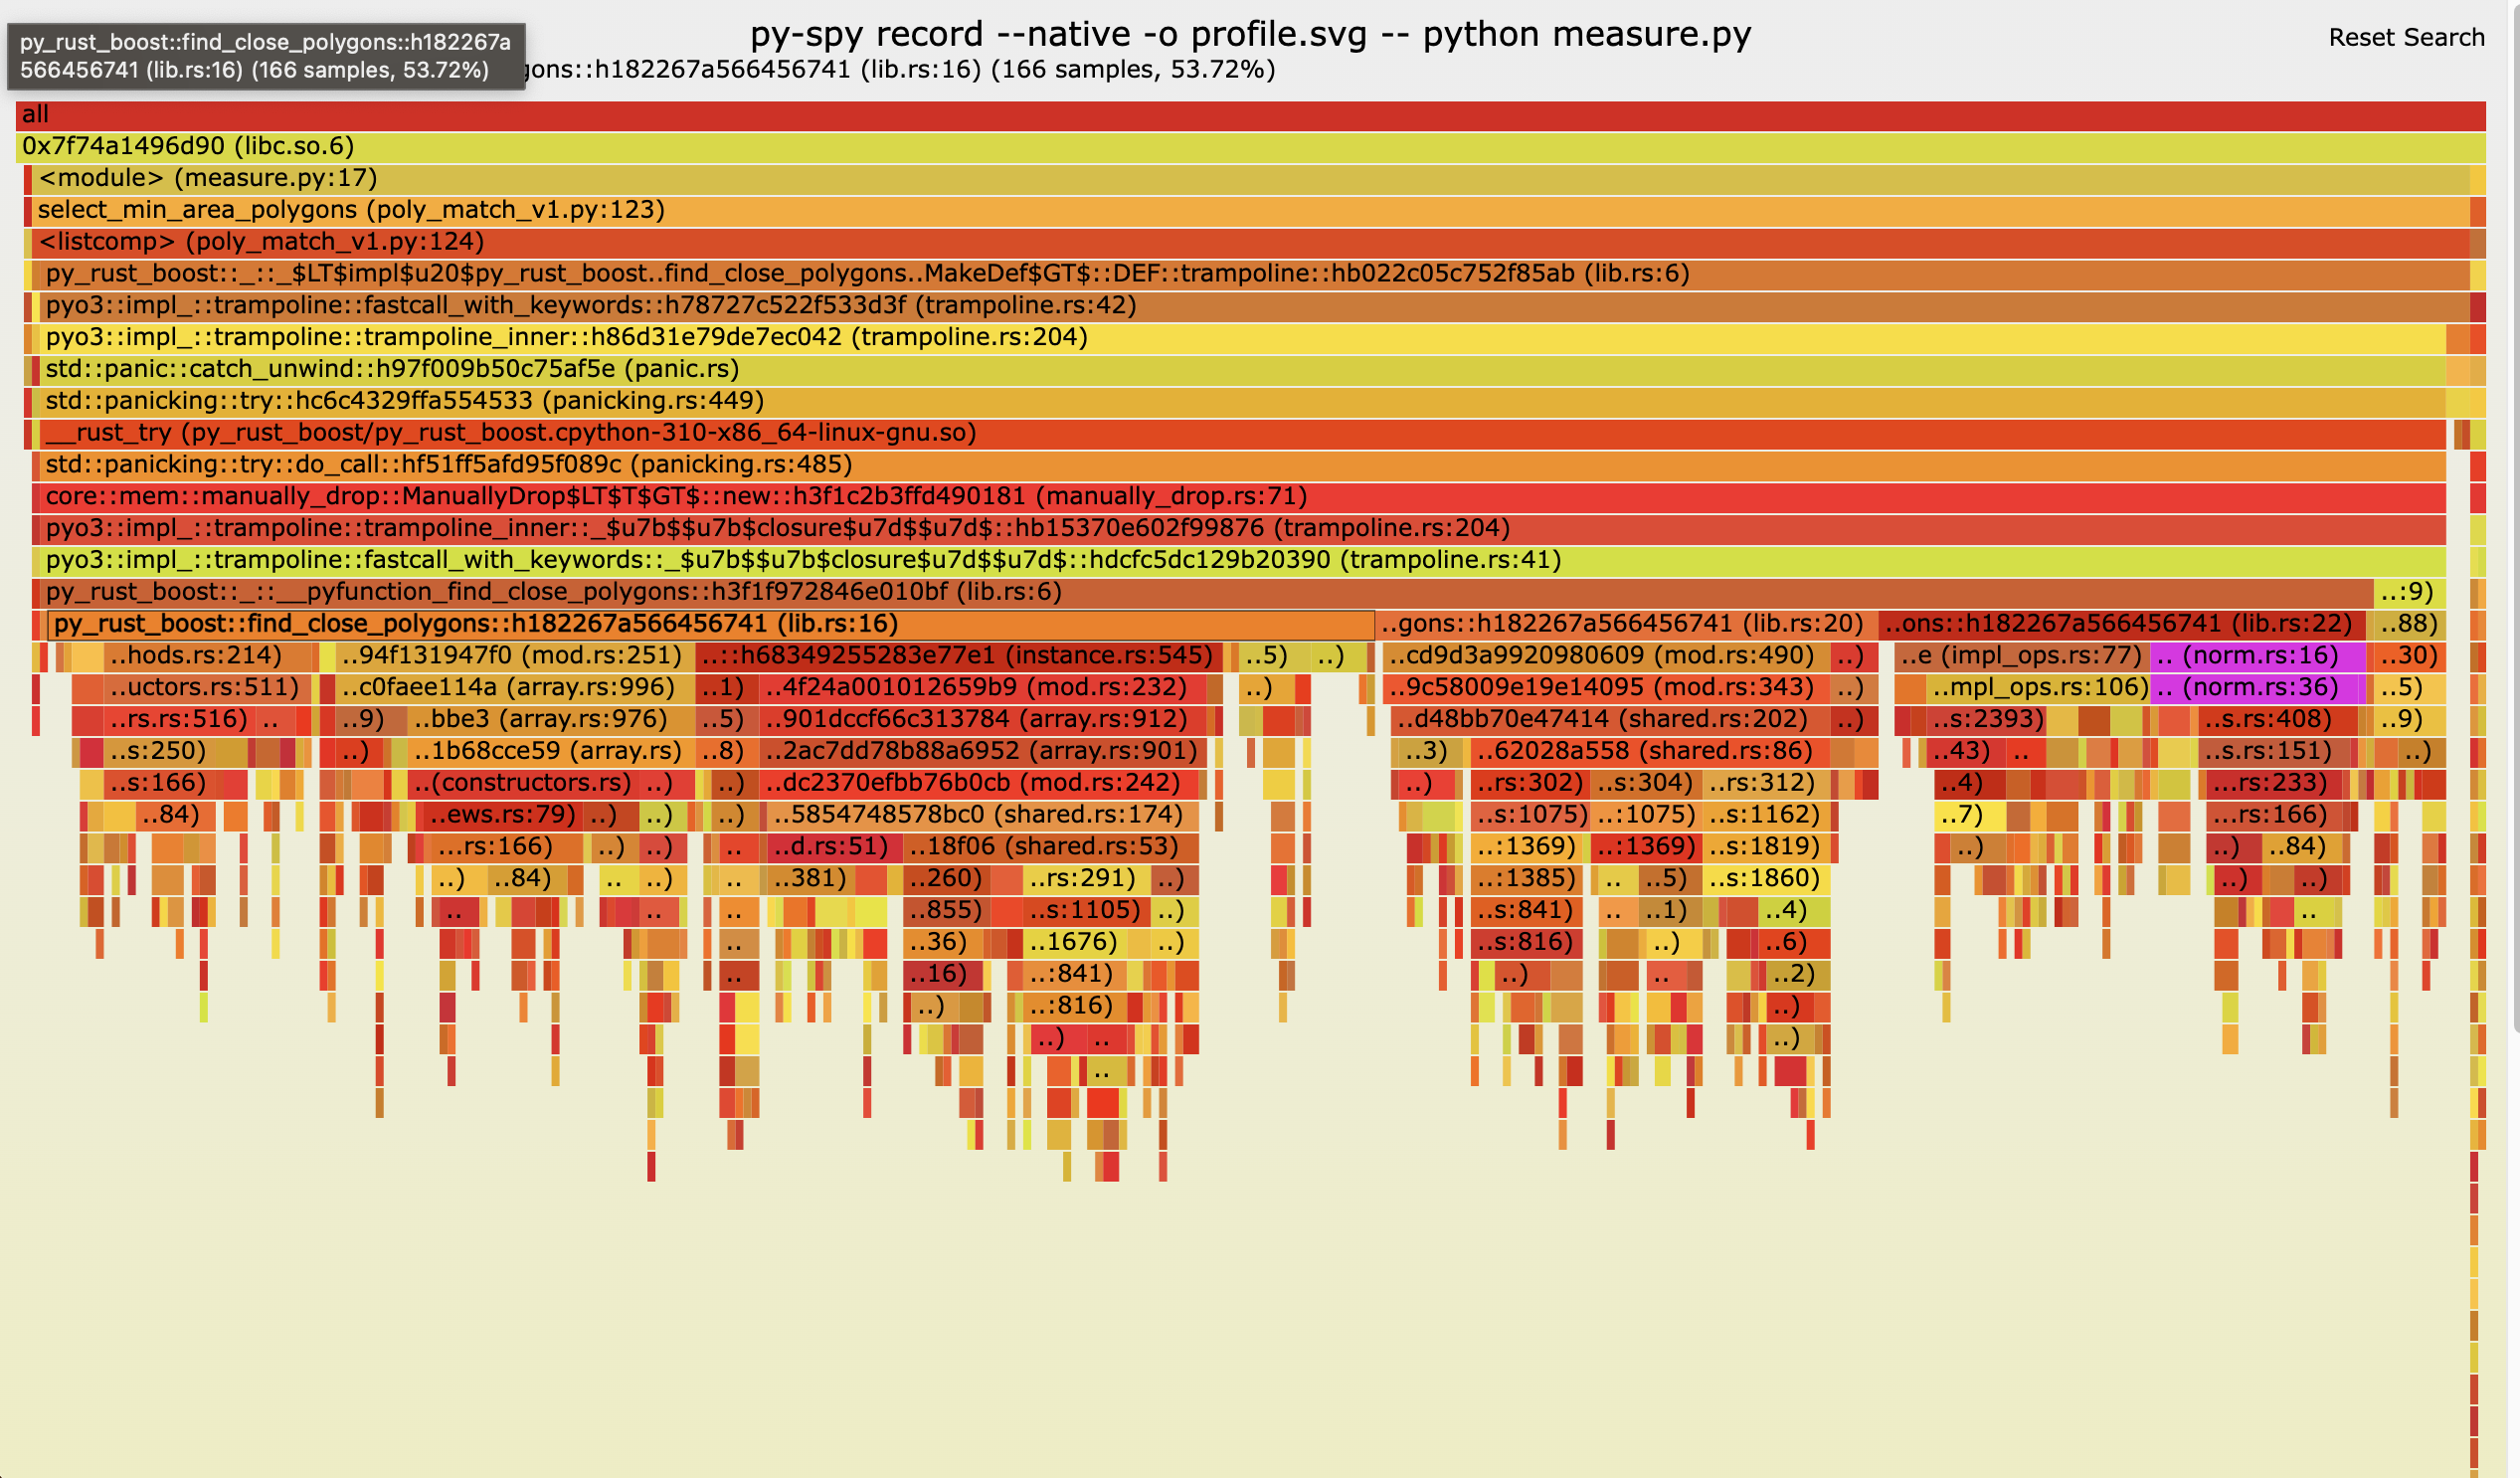 py-spy record --native -o profile.svg -- python measure.py
Reset Search
py_rust_boost::find_close_polygons::h182267a
566456741 (lib.rs:16) (166 samples, 53.72%)
gons::h182267a566456741 (lib.rs:16) (166 samples, 53.72%)
all
0x7f74a1496d90 (libc.so.6)
<module> (measure.py:17)
select_min_area_polygons (poly_match_v1.py:123)
<listcomp> (poly_match_v1.py:124)
py_rust_boost::_::_$LT$impl$u20$py_rust_boost..find_close_polygons..MakeDef$GT$::DEF::trampoline::hb022c05c752f85ab (lib.rs:6)
pyo3::impl_::trampoline::fastcall_with_keywords::h78727c522f533d3f (trampoline.rs:42)
pyo3::impl_::trampoline::trampoline_inner::h86d31e79de7ec042 (trampoline.rs:204)
std::panic::catch_unwind::h97f009b50c75af5e (panic.rs)
std::panicking::try::hc6c4329ffa554533 (panicking.rs:449)
__rust_try (py_rust_boost/py_rust_boost.cpython-310-x86_64-linux-gnu.so)
std::panicking::try::do_call::hf51ff5afd95f089c (panicking.rs:485)
core::mem::manually_drop::ManuallyDrop$LT$T$GT$::new::h3f1c2b3ffd490181 (manually_drop.rs:71)
pyo3::impl_::trampoline::trampoline_inner::_$u7b$$u7b$closure$u7d$$u7d$::hb15370e602f99876 (trampoline.rs:204)
pyo3::impl_::trampoline::fastcall_with_keywords::_$u7b$$u7b$closure$u7d$$u7d$::hdcfc5dc129b20390 (trampoline.rs:41)
py_rust_boost::_::__pyfunction_find_close_polygons::h3f1f972846e010bf (lib.rs:6) ..:9)
py_rust_boost::find_close_polygons::h182267a566456741 (lib.rs:16) ..gons::h182267a566456741 (lib.rs:20) ..ons::h182267a566456741 (lib.rs:22) ..88)
..hods.rs:214) ..94f131947f0 (mod.rs:251) ..::h68349255283e77e1 (instance.rs:545) ..5) ..) ..cd9d3a9920980609 (mod.rs:490) ..) ..e (impl_ops.rs:77) .. (norm.rs:16) ..30)
..uctors.rs:511) ..c0faee114a (array.rs:996) ..1) ..4f24a001012659b9 (mod.rs:232) ..) ..9c58009e19e14095 (mod.rs:343) ..) ..mpl_ops.rs:106) .. (norm.rs:36) ..5)
..rs.rs:516) .. ..9) ..bbe3 (array.rs:976) ..5) ..901dccf66c313784 (array.rs:912) ..d48bb70e47414 (shared.rs:202) ..) ..s:2393) ..s.rs:408) ..9)
..s:250) ..) ..1b68cce59 (array.rs) ..8) ..2ac7dd78b88a6952 (array.rs:901) ..3) ..62028a558 (shared.rs:86) ..43) .. ..s.rs:151) ..)
..s:166) ..(constructors.rs) ..) ..) ..dc2370efbb76b0cb (mod.rs:242) ..) ..rs:302) ..s:304) ..rs:312) ..4) ...rs:233)
..84) ..ews.rs:79) ..) ..) ..) ..5854748578bc0 (shared.rs:174) ..s:1075) ..:1075) ..s:1162) ..7) ...rs:166)
...rs:166) ..) ..) .. ..d.rs:51) ..18f06 (shared.rs:53) ..:1369) ..:1369) ..s:1819) ..) ..) ..84)
..) ..84) .. ..) .. ..381) ..260) ..rs:291) ..) ..:1385) .. ..5) ..s:1860) ..) ..)
.. .. .. ..855) ..s:1105) ..) ..s:841) .. ..1) ..4) ..
.. ..36) ..1676) ..) ..s:816) ..) ..6)
.. ..16) ..:841) ..) .. ..2)
..) ..:816) ..)
..) .. ..)
..